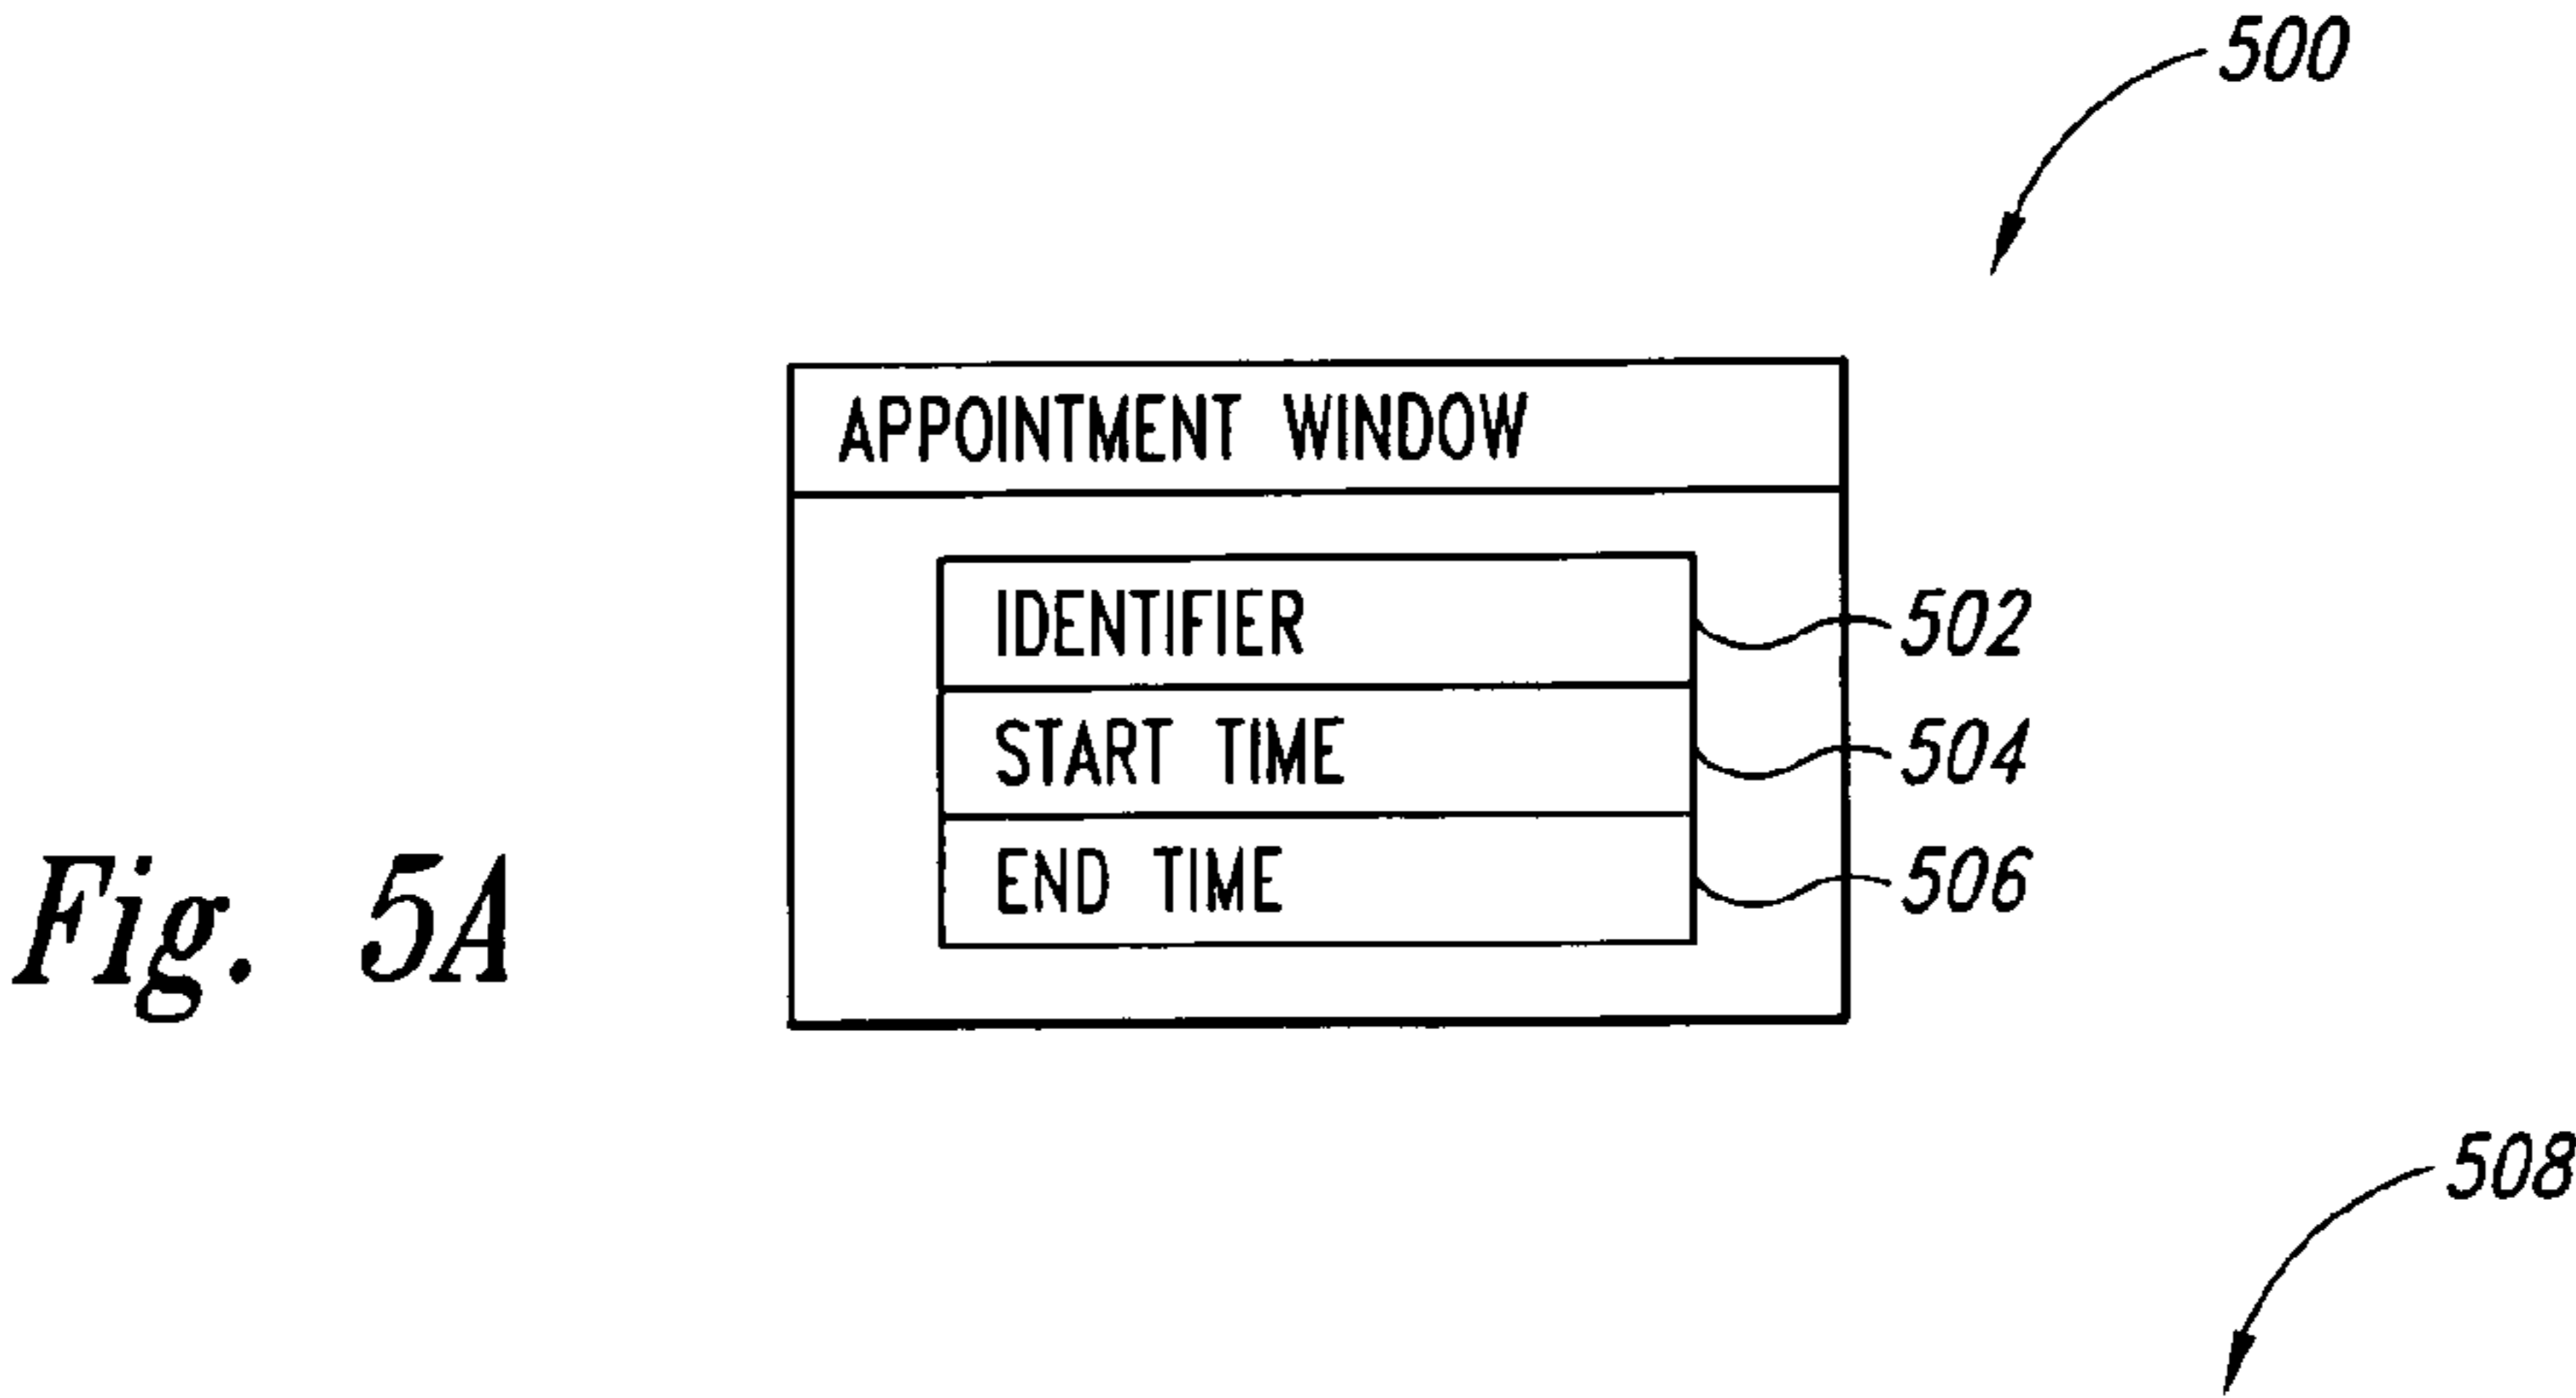 500
APPOINTMENT WINDOW
IDENTIFIER 502
START TIME 504
END TIME 506
Fig. 5A
508